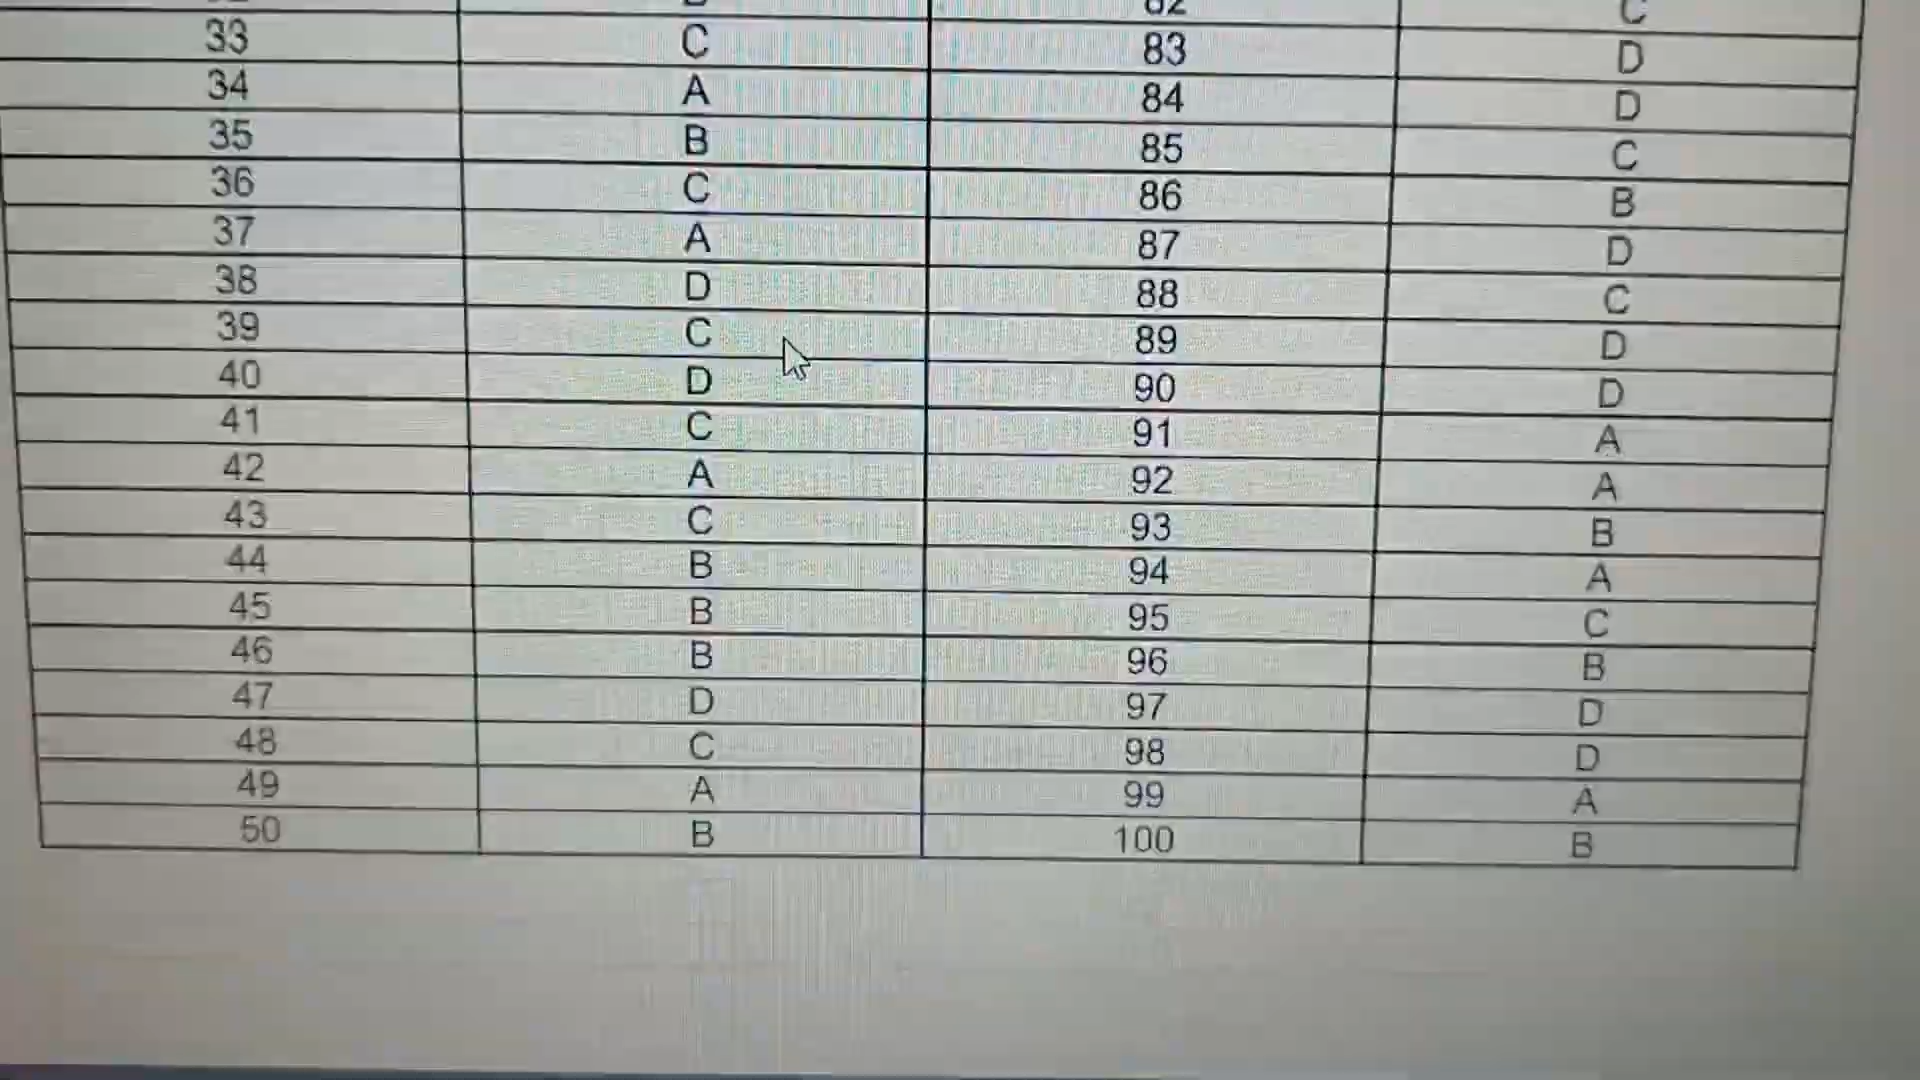 82 C
33 C 83 D
34 A 84 D
35 B 85 C
36 C 86 B
37 A 87 D
38 D 88 C
39 C 89 D
40 D 90 D
41 C 91 A
42 A 92 A
43 C 93 B
44 B 94 A
45 B 95 C
46 B 96 B
47 D 97 D
48 C 98 D
49 A 99 A
50 B 100 B